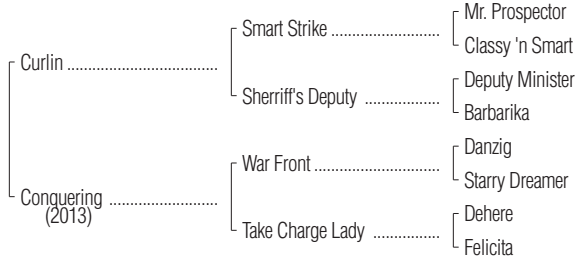 Mr. Prospector
Smart Strike ........................
Classy 'n Smart
Curlin .................................
Deputy Minister
Sherriff's Deputy ................
Barbarika
Danzig
War Front ...........................
Starry Dreamer
Conquering ........................
(2013)
Dehere
Take Charge Lady ..............
Felicita